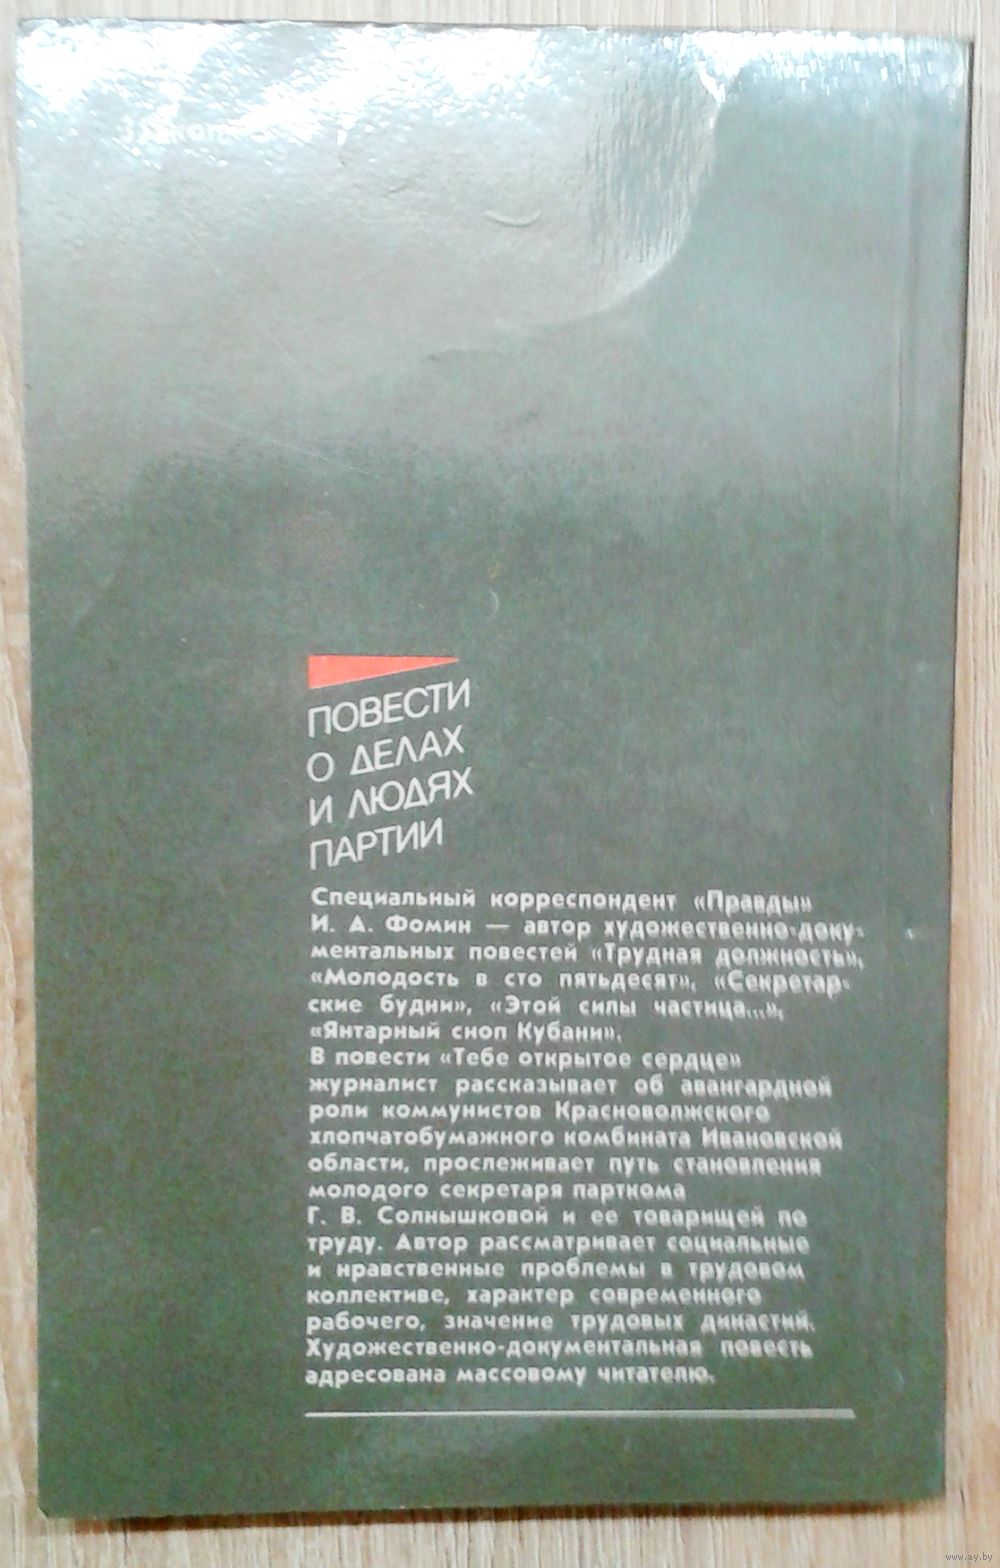 ПОВЕСТИ
О ДЕЛАХ
И ЛЮДЯХ
ПАРТИИ
Специальный корреспондент «Правды»
И. А. Фомин — автор художественно-доку-
ментальных повестей «Трудная должность»,
«Молодость в сто пятьдесят», «Секретар-
ские будни», «Этой силы частица...»,
«Янтарный сноп Кубани».
В повести «Тебе открытое сердце»
журналист рассказывает об авангардной
роли коммунистов Красноволжского
хлопчатобумажного комбината Ивановской
области, прослеживает путь становления
молодого секретаря парткома
Г. В. Солнышковой и ее товарищей по
труду. Автор рассматривает социальные
и нравственные проблемы в трудовом
коллективе, характер современного
рабочего, значение трудовых династий.
Художественно-документальная повесть
адресована массовому читателю.
www.ay.by